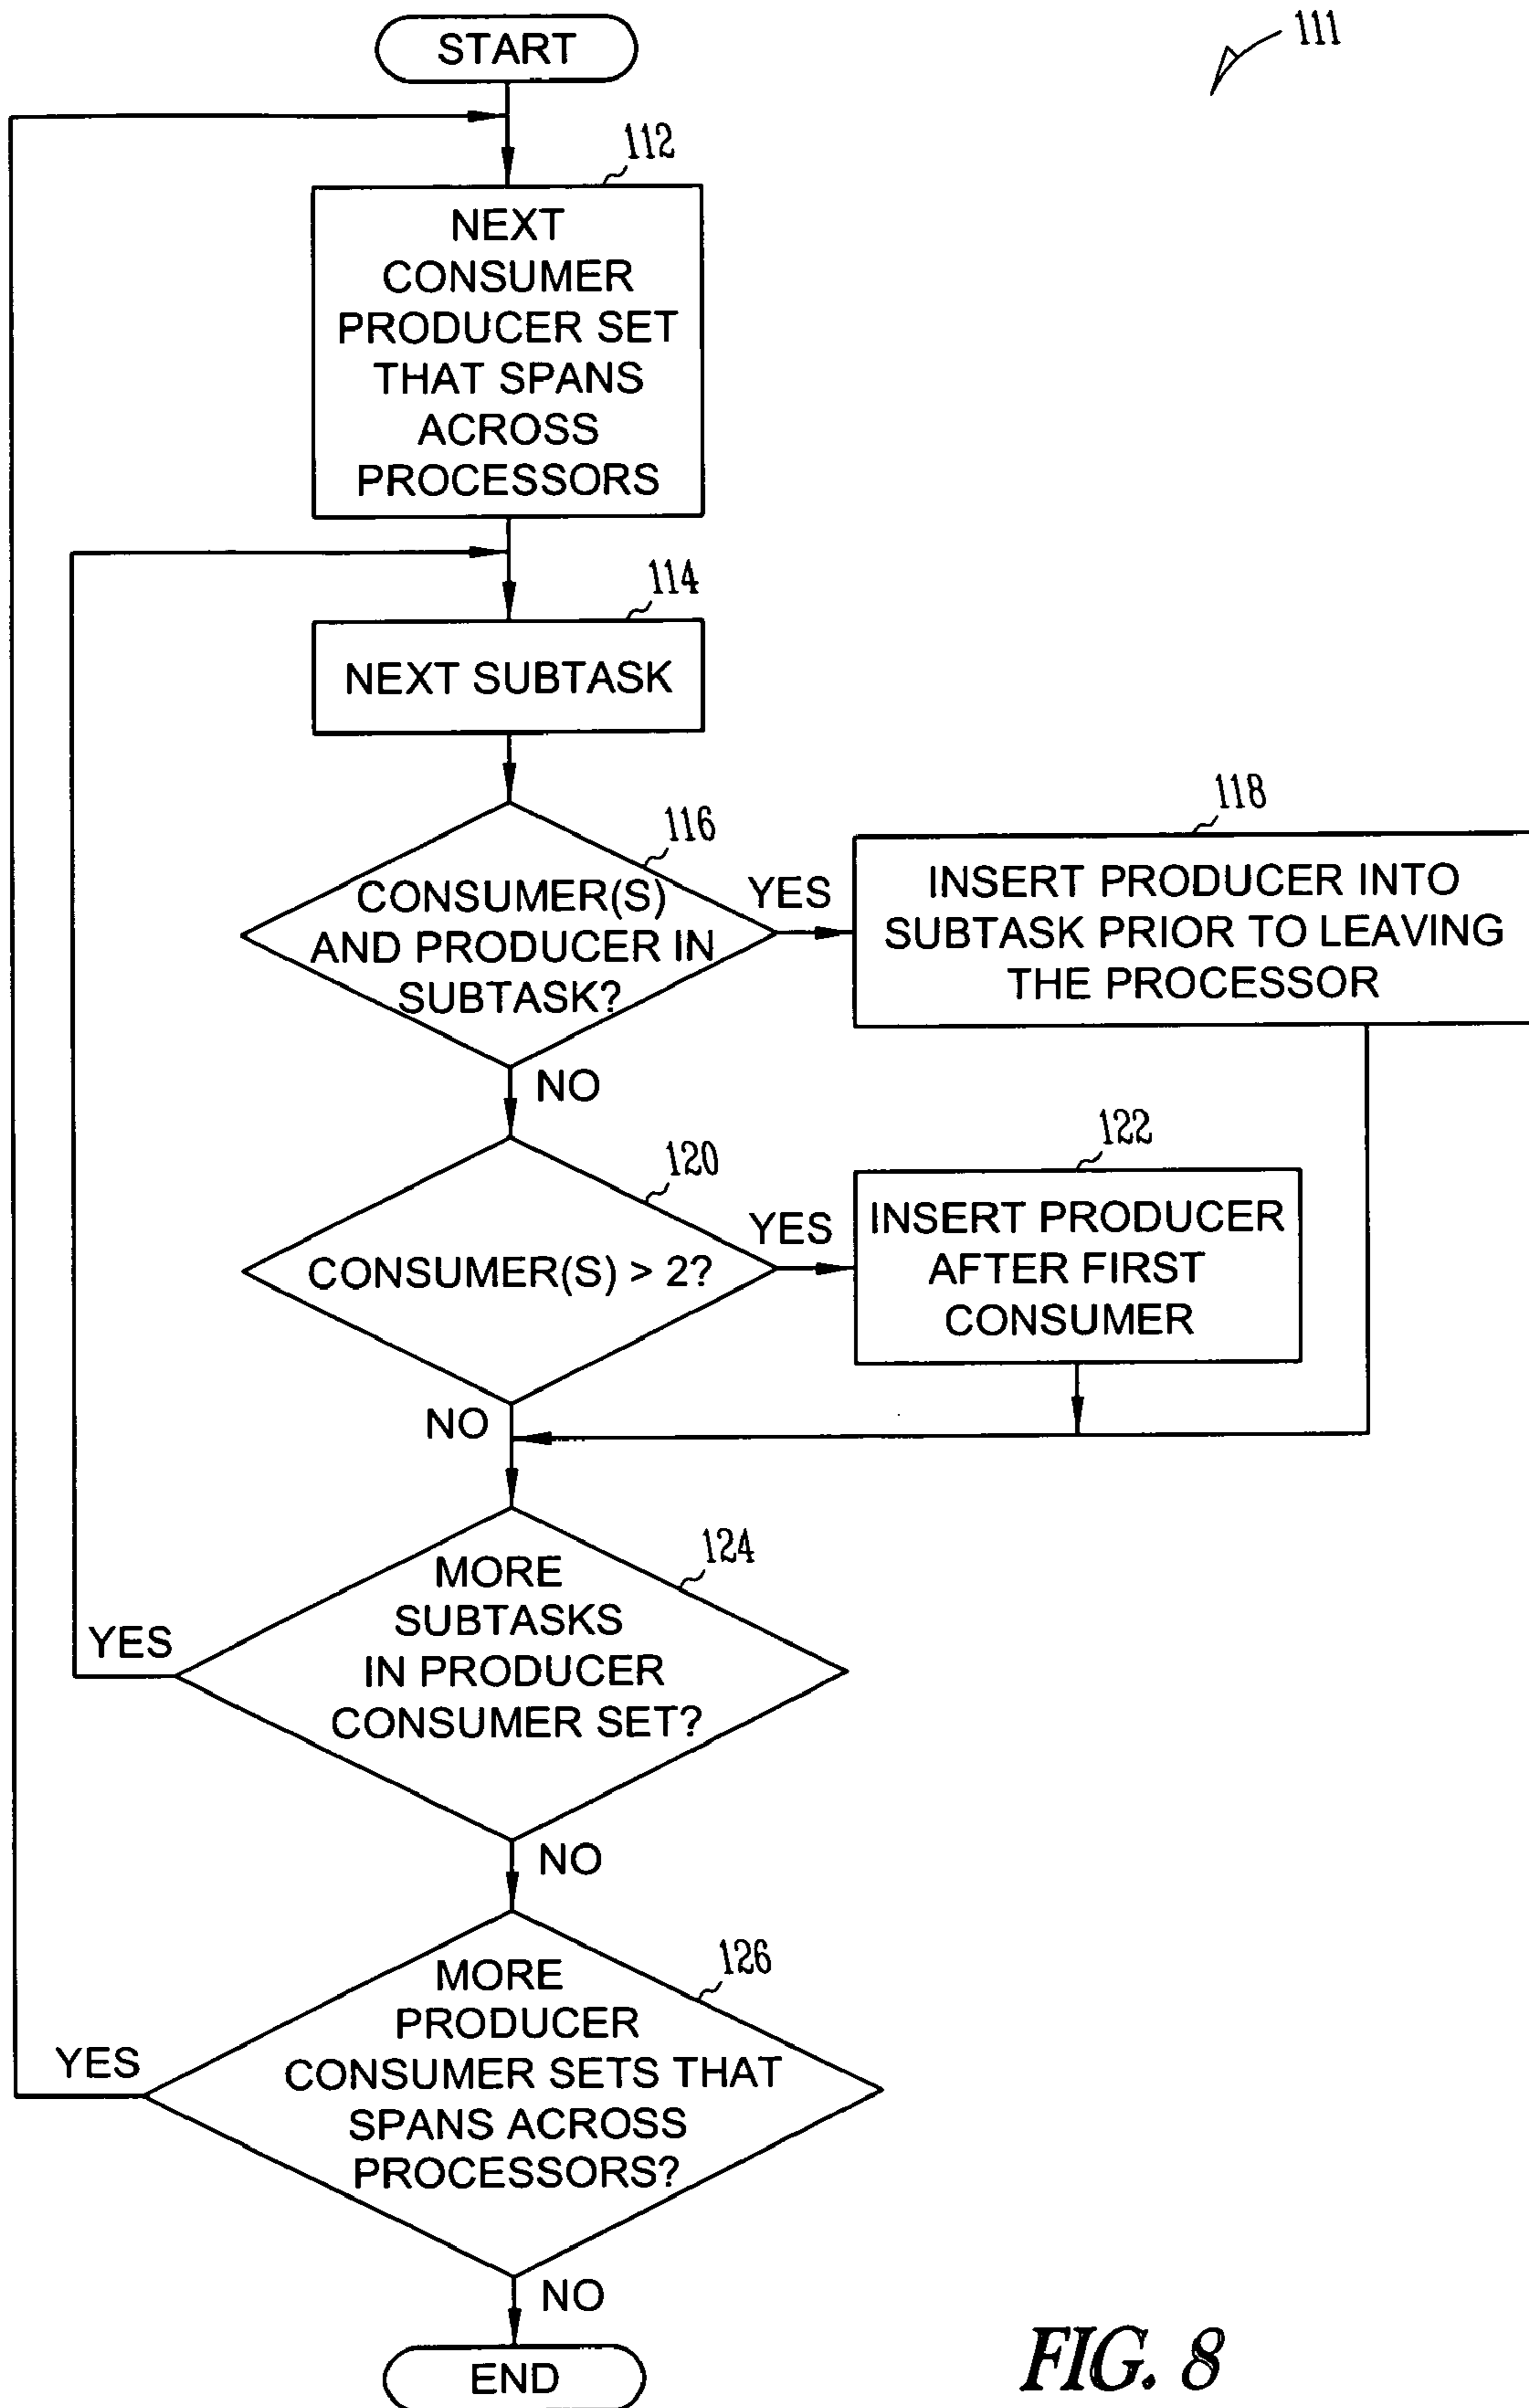 START
111
112
NEXT
CONSUMER
PRODUCER SET
THAT SPANS
ACROSS
PROCESSORS
114
NEXT SUBTASK
116
CONSUMER(S)
AND PRODUCER IN
SUBTASK?
YES
118
INSERT PRODUCER INTO
SUBTASK PRIOR TO LEAVING
THE PROCESSOR
NO
120
CONSUMER(S) > 2?
YES
122
INSERT PRODUCER
AFTER FIRST
CONSUMER
NO
124
MORE
SUBTASKS
IN PRODUCER
CONSUMER SET?
YES
NO
126
MORE
PRODUCER
CONSUMER SETS THAT
SPANS ACROSS
PROCESSORS?
YES
NO
END
FIG. 8